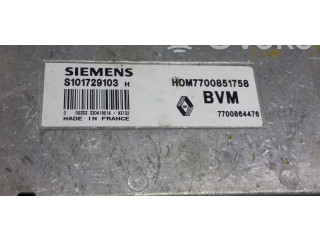 SIEMENS
S101729103 H
HOM7700851758
BVM
7700864476
MADE IN FRANCE